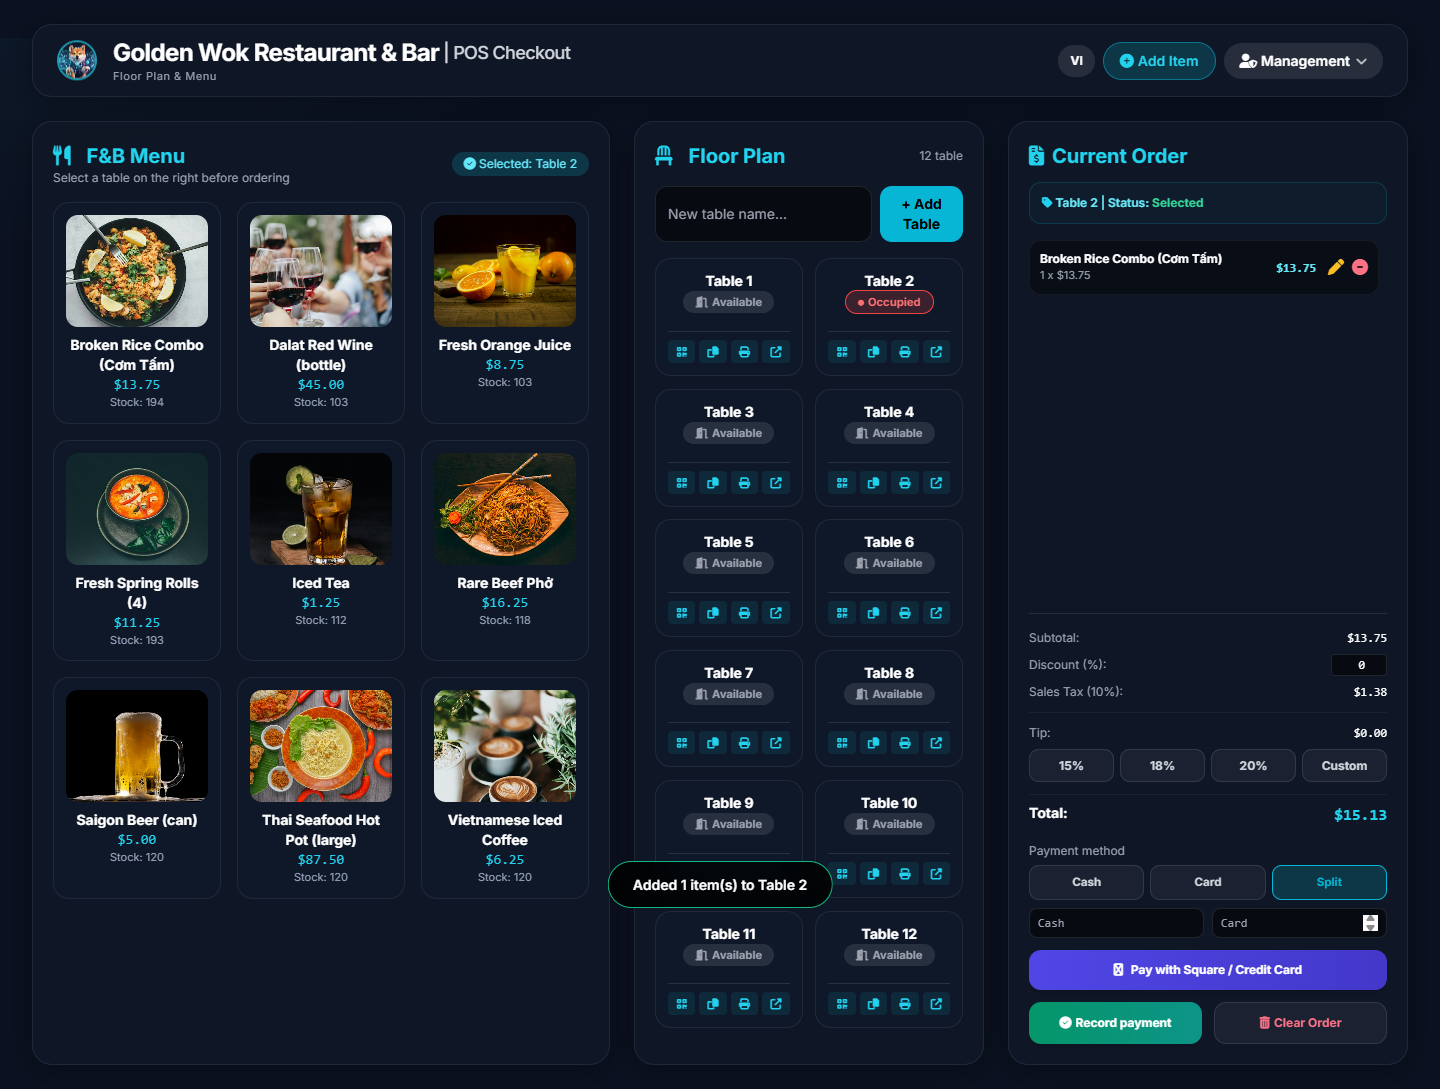 Golden Wok Restaurant & Bar | POS Checkout
Floor Plan & Menu
VI
Add Item
Management
F&B Menu
Select a table on the right before ordering
Selected: Table 2
Broken Rice Combo
(Cơm Tấm)
$13.75
Stock: 194
Dalat Red Wine
(bottle)
$45.00
Stock: 103
Fresh Orange Juice
$8.75
Stock: 103
Fresh Spring Rolls
(4)
$11.25
Stock: 193
Iced Tea
$1.25
Stock: 112
Rare Beef Phở
$16.25
Stock: 118
Saigon Beer (can)
$5.00
Stock: 120
Thai Seafood Hot
Pot (large)
$87.50
Stock: 120
Vietnamese Iced
Coffee
$6.25
Stock: 120
Floor Plan
12 table
New table name...
+ Add
Table
Table 1
Available
Table 2
Occupied
Table 3
Available
Table 4
Available
Table 5
Available
Table 6
Available
Table 7
Available
Table 8
Available
Table 9
Available
Table 10
Available
Added 1 item(s) to Table 2
Table 11
Available
Table 12
Available
Current Order
Table 2 | Status: Selected
Broken Rice Combo (Cơm Tấm)
1 x $13.75
$13.75
Subtotal: $13.75
Discount (%): 0
Sales Tax (10%): $1.38
Tip: $0.00
15% 18% 20% Custom
Total: $15.13
Payment method
Cash Card Split
Cash Card
Pay with Square / Credit Card
Record payment
Clear Order